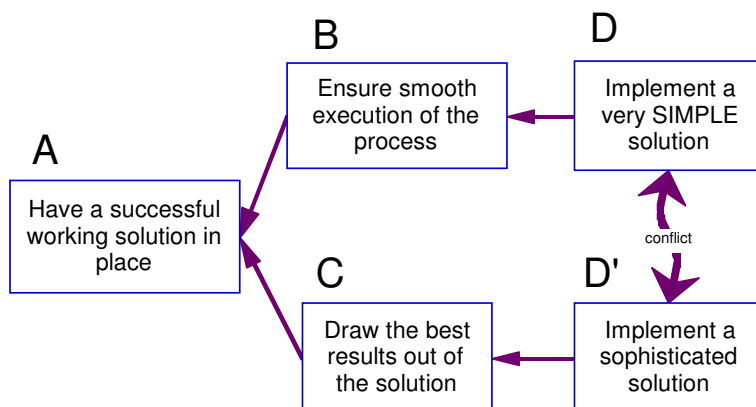 A
Have a successful
working solution in
place
B
Ensure smooth
execution of the
process
D
Implement a
very SIMPLE
solution
conflict
C
Draw the best
results out of
the solution
D'
Implement a
sophisticated
solution